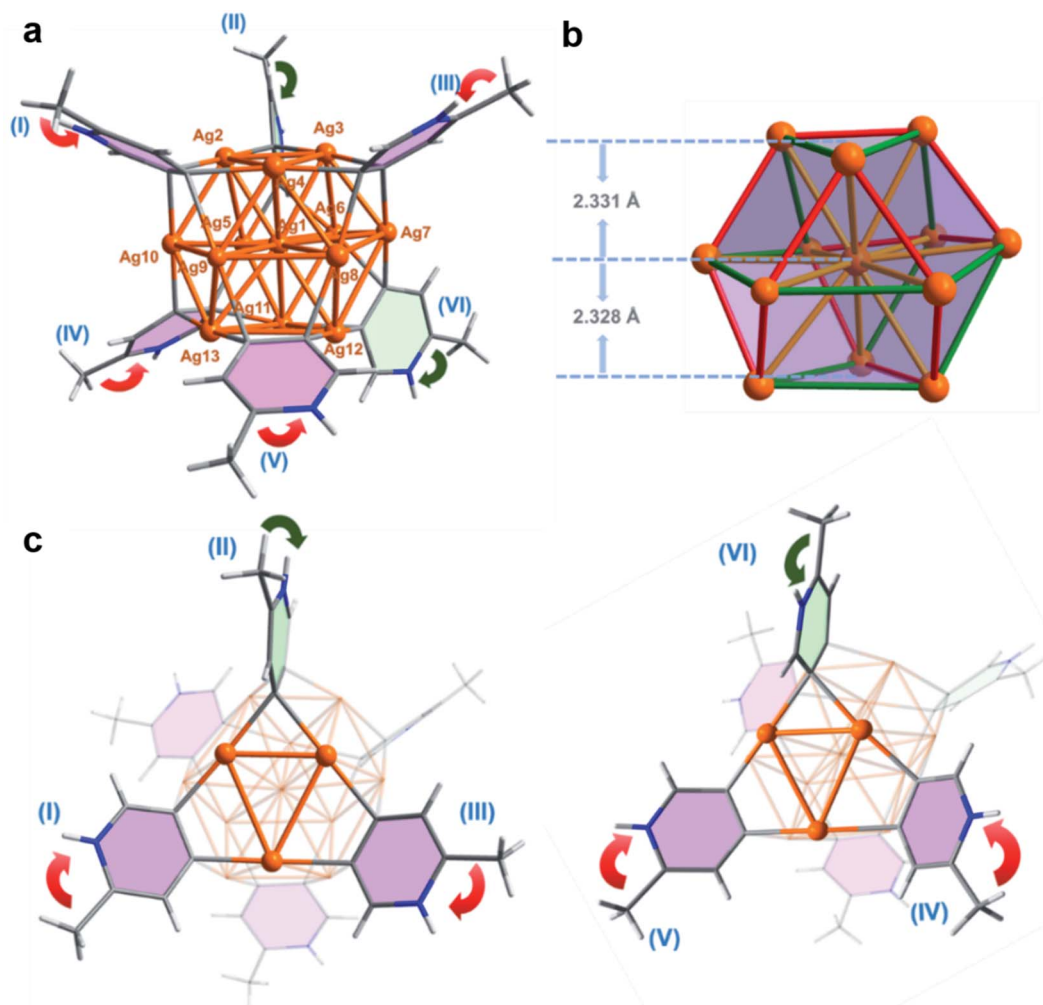 a
(II)
b
(III)
(I)
Ag2
Ag3
Ag4
Ag5
Ag6
Ag1
Ag7
Ag10
Ag9
Ag8
2.331 Å
2.328 Å
Ag11
(IV)
(VI)
Ag13
Ag12
(V)
c
(II)
(I)
(III)
(VI)
(V)
(IV)